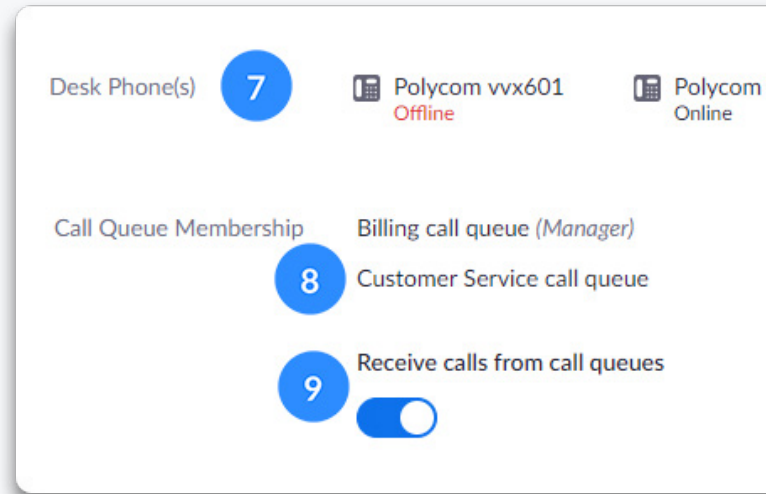 Desk Phone(s) 7 Polycom vvx601 Polycom
Offline Online
Call Queue Membership Billing call queue (Manager)
8 Customer Service call queue
9 Receive calls from call queues